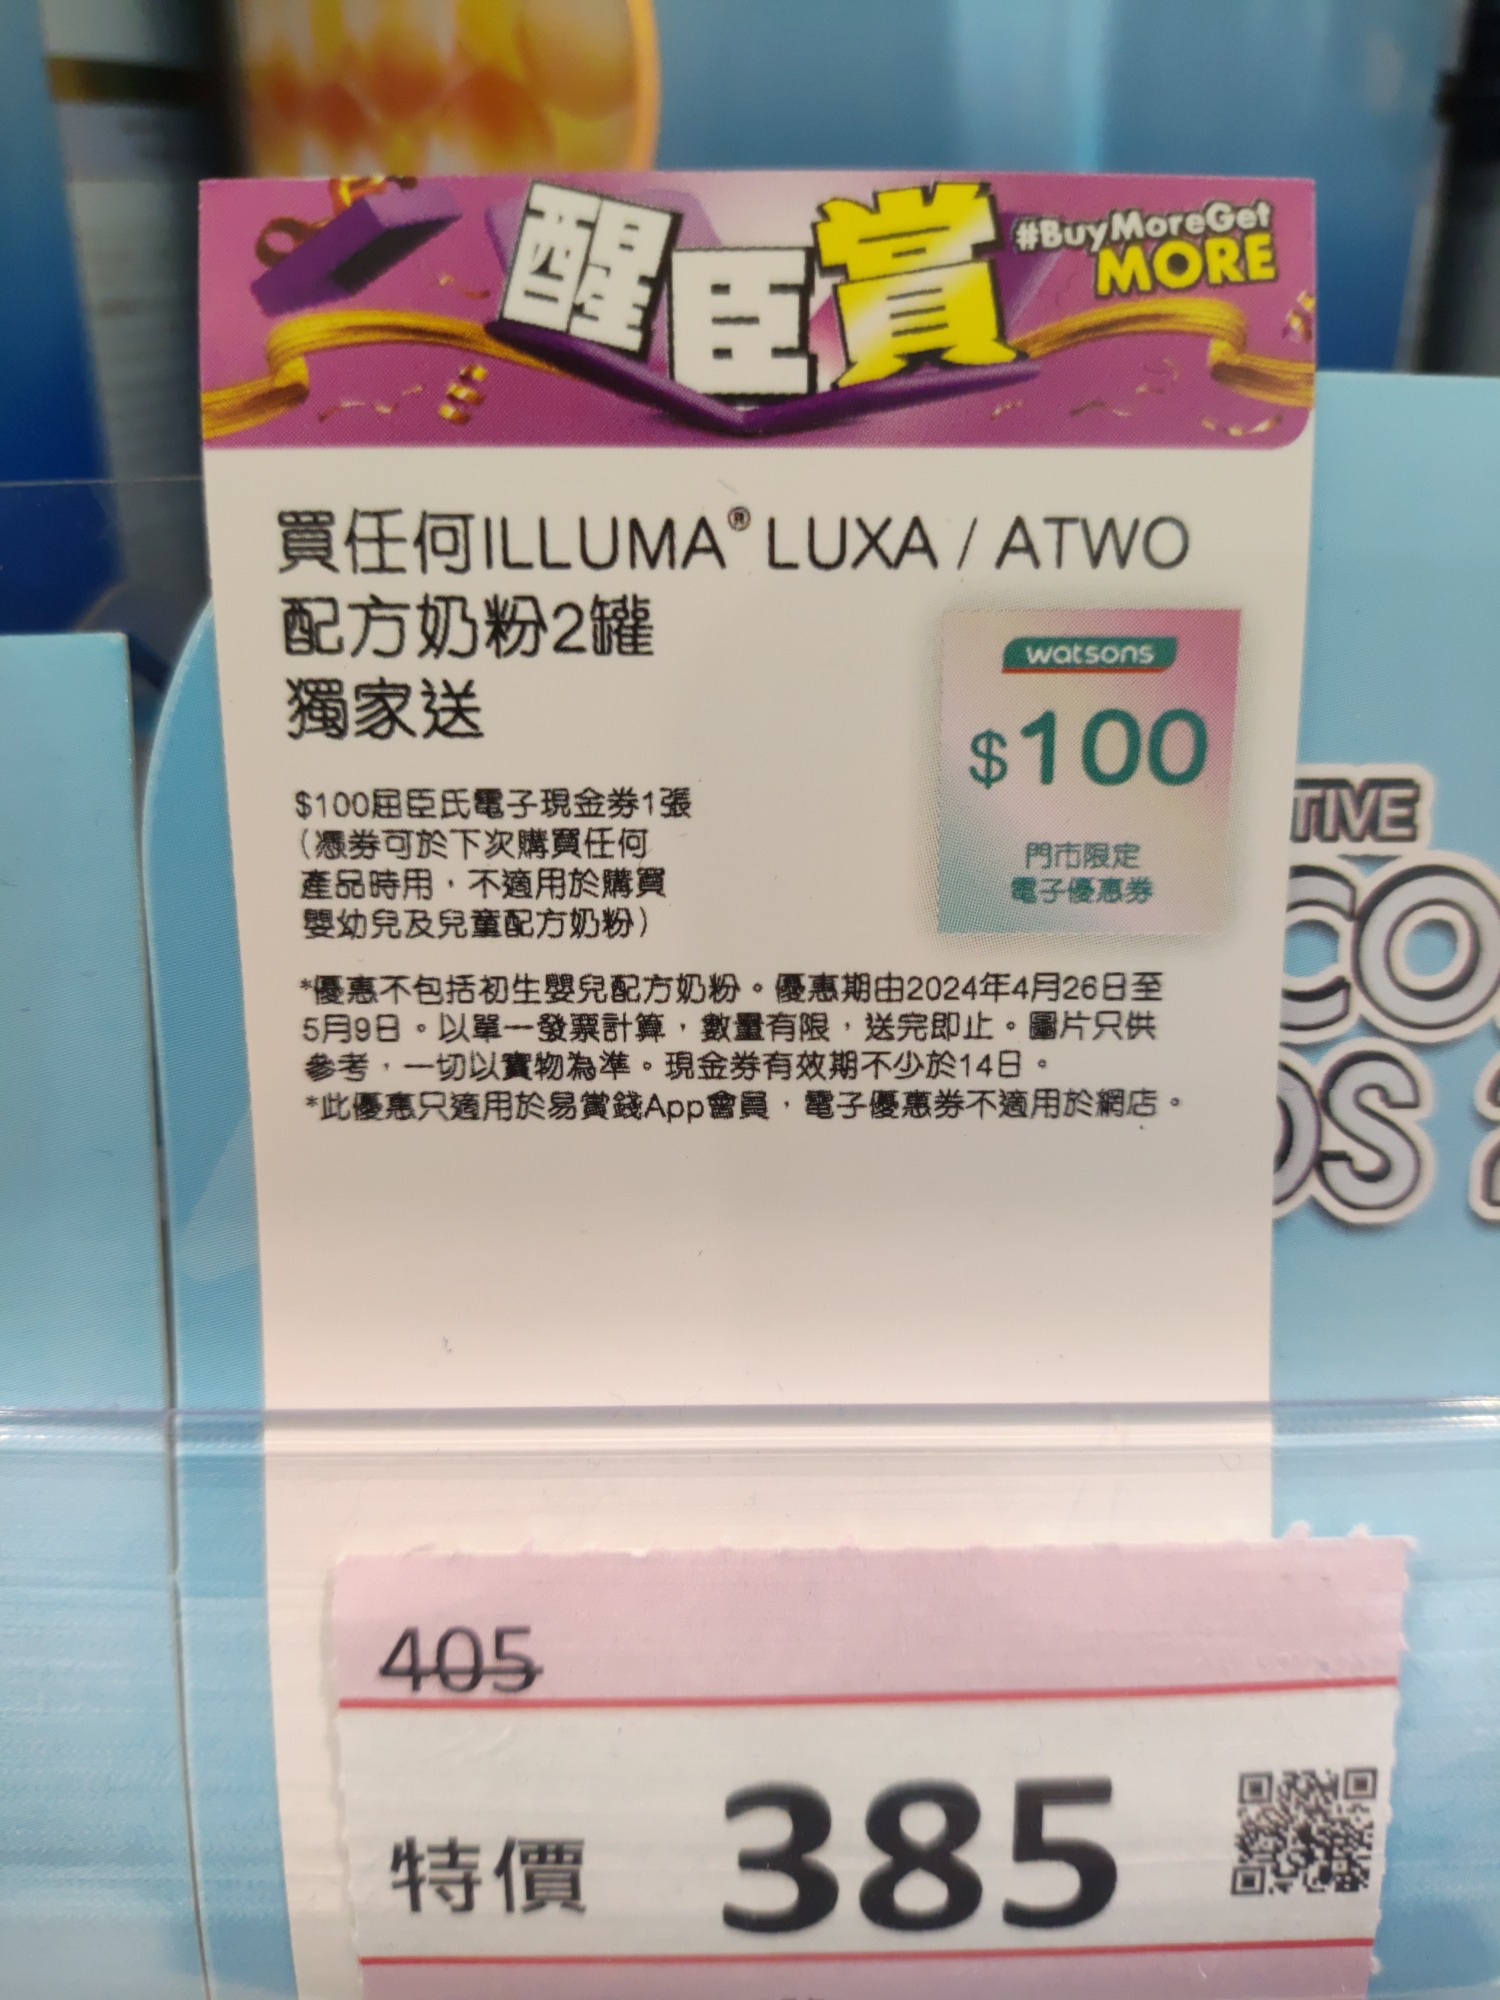 醒臣賞
#BuyMoreGet
MORE
買任何ILLUMA® LUXA / ATWO
配方奶粉2罐
獨家送
watsons
$100
門市限定
電子優惠券
$100屈臣氏電子現金券1張
(憑券可於下次購買任何
產品時用，不適用於購買
嬰幼兒及兒童配方奶粉)
*優惠不包括初生嬰兒配方奶粉。優惠期由2024年4月26日至
5月9日。以單一發票計算，數量有限，送完即止。圖片只供
參考，一切以實物為準。現金券有效期不少於14日。
*此優惠只適用於易賞錢App會員，電子優惠券不適用於網店。
TIVE
CO
OS 2
405
特價 385